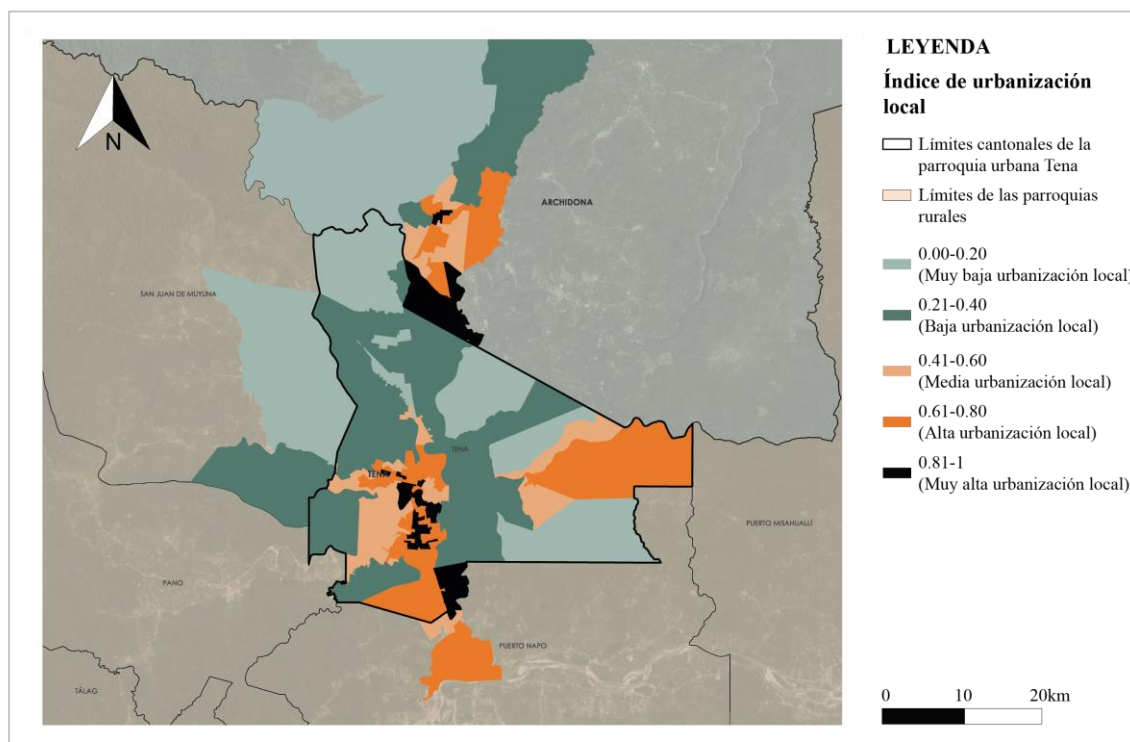 N
ARCHIDONA
SAN JUAN DE MUYUNA
TENA
TENA
PUERTO MISAHUALLÍ
PANO
PUERTO NAPO
TÁLAG
LEYENDA
Índice de urbanización
local
Límites cantonales de la
parroquia urbana Tena
Límites de las parroquias
rurales
0.00-0.20
(Muy baja urbanización local)
0.21-0.40
(Baja urbanización local)
0.41-0.60
(Media urbanización local)
0.61-0.80
(Alta urbanización local)
0.81-1
(Muy alta urbanización local)
0 10 20km